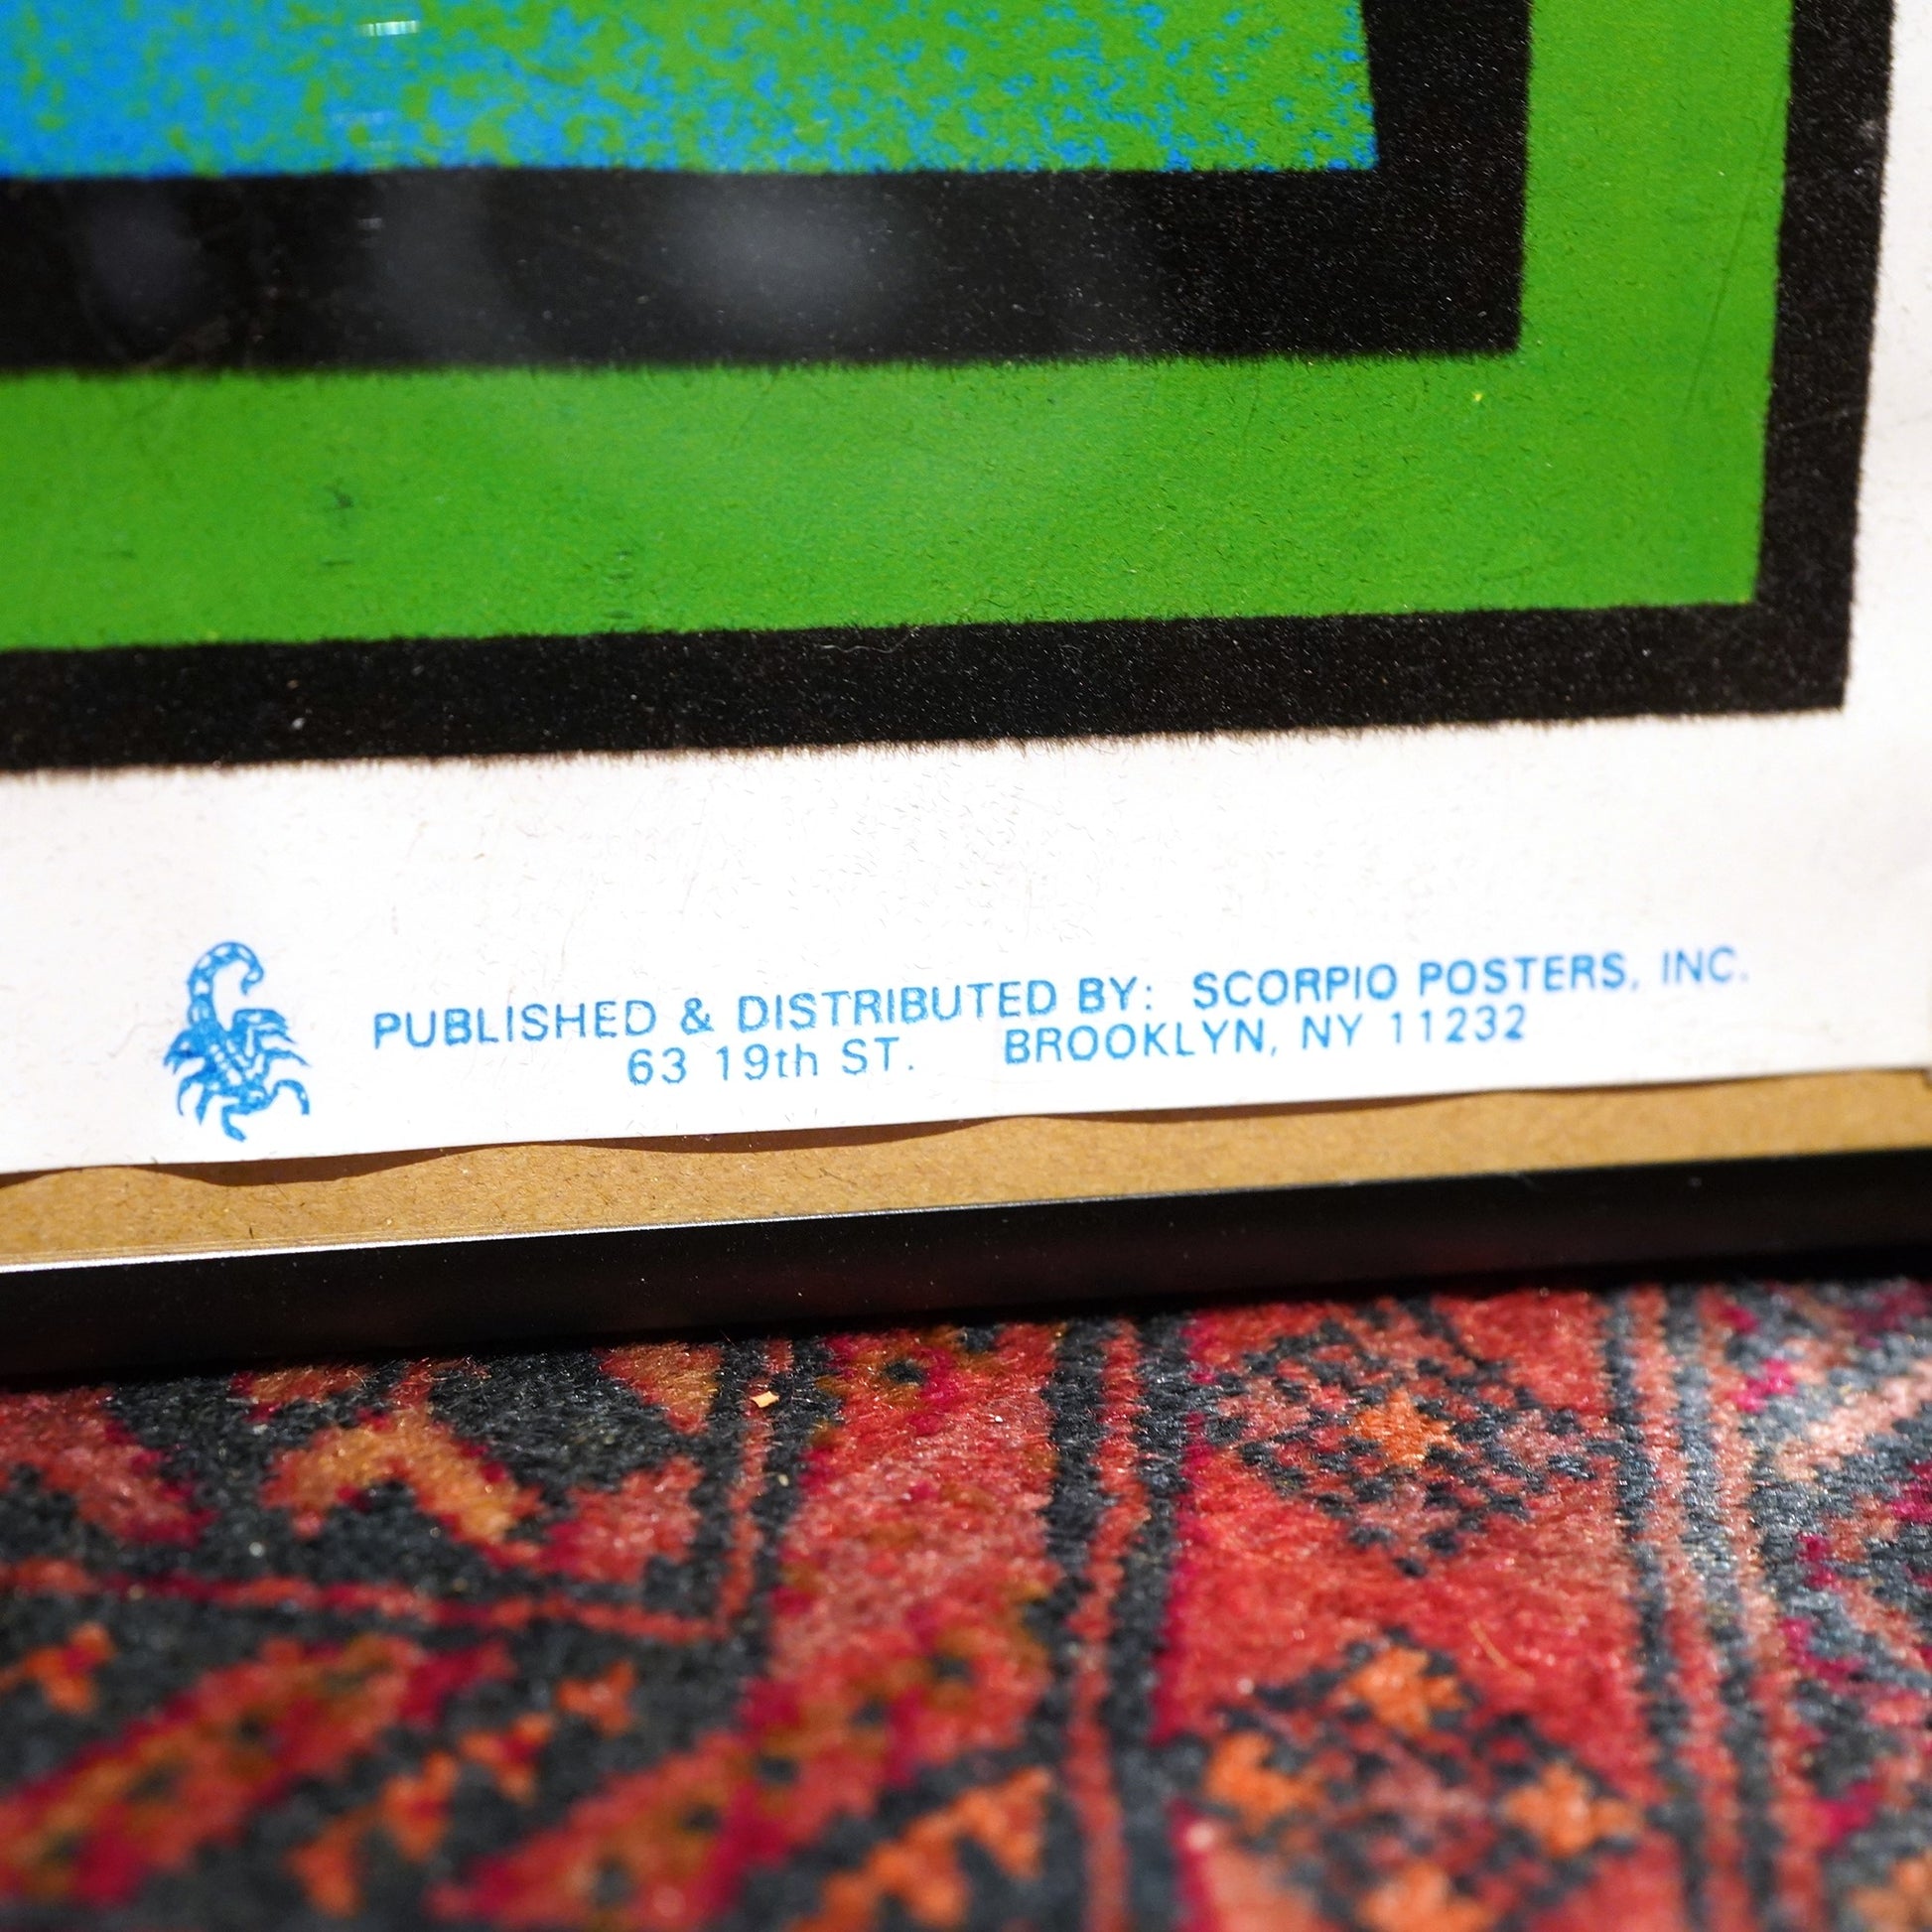 PUBLISHED & DISTRIBUTED BY: SCORPIO POSTERS, INC.
63 19th ST. BROOKLYN, NY 11232